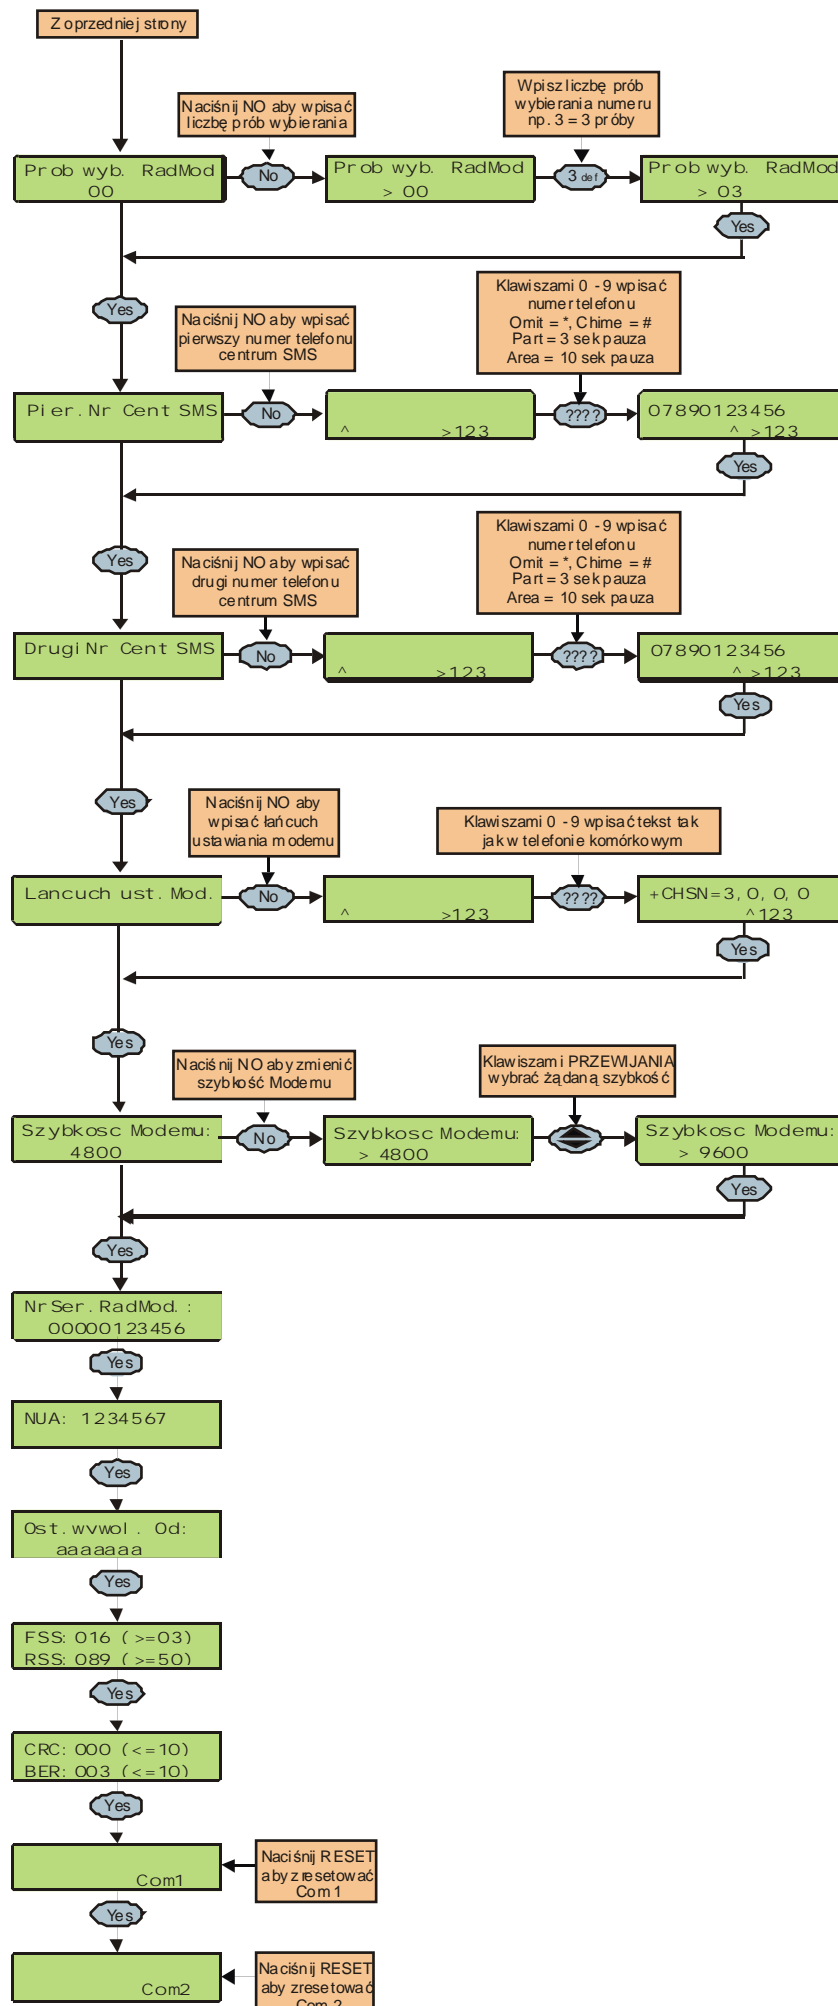 Z oprzedniej strony
Naciśnij NO aby wpisać
liczbę prób wybierania
Wpisz liczbę prób
wybierania numeru
np. 3 = 3 próby
Prob wyb. RadMod
00
No
Prob wyb. RadMod
> 00
3 def
Prob wyb. RadMod
> 03
Yes
Yes
Naciśnij NO aby wpisać
pierwszy numer telefonu
centrum SMS
Klawiszami 0 - 9 wpisać
numer telefonu
Omit = *, Chime = #
Part = 3 sek pauza
Area = 10 sek pauza
Pier. Nr Cent SMS
No
^ >123
????
07890123456
^ >123
Yes
Yes
Naciśnij NO aby wpisać
drugi numer telefonu
centrum SMS
Klawiszami 0 - 9 wpisać
numer telefonu
Omit = *, Chime = #
Part = 3 sek pauza
Area = 10 sek pauza
Drugi Nr Cent SMS
No
^ >123
????
07890123456
^ >123
Yes
Yes
Naciśnij NO aby
wpisać łańcuch
ustawiania modemu
Klawiszami 0 - 9 wpisać tekst tak
jak w telefonie komórkowym
Lancuch ust. Mod.
No
^ >123
????
+CHSN=3, 0, 0, 0
^123
Yes
Yes
Naciśnij NO aby zmienić
szybkość Modemu
Klawiszami PRZEWIJANIA
wybrać żądaną szybkość
Szybkosc Modemu:
4800
No
Szybkosc Modemu:
> 4800
Szybkosc Modemu:
> 9600
Yes
Yes
Nr Ser. RadMod. :
00000123456
Yes
NUA: 1234567
Yes
Ost. wywol. Od:
aaaaaaa
Yes
FSS: 016 (>=03)
RSS: 089 (>=50)
Yes
CRC: 000 (<=10)
BER: 003 (<=10)
Yes
Com1
Naciśnij RESET
aby zresetować
Com 1
Yes
Com2
Naciśnij RESET
aby zresetować
Com 2